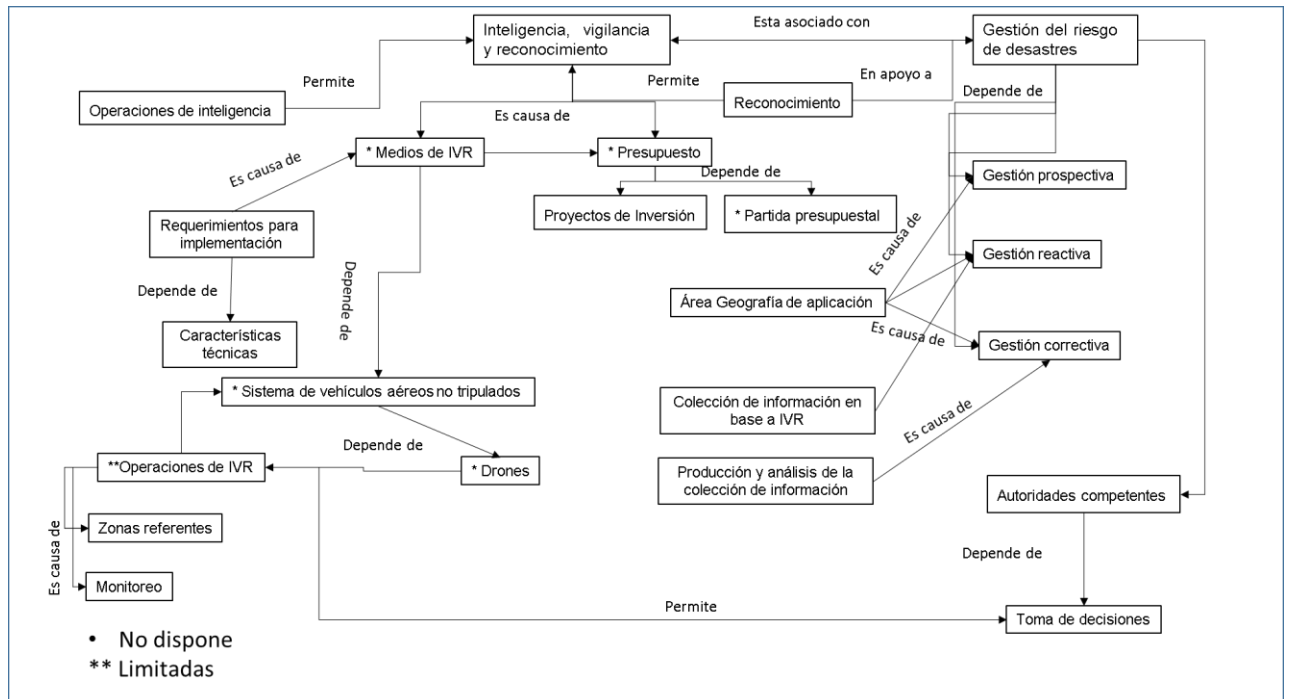 Inteligencia, vigilancia
y reconocimiento
Esta asociado con
Gestión del riesgo
de desastres
Permite
Operaciones de inteligencia
Permite
Reconocimiento
En apoyo a
Depende de
Es causa de
* Medios de IVR
* Presupuesto
Depende de
Es causa de
Proyectos de Inversión
* Partida presupuestal
Gestión prospectiva
Requerimientos para
implementación
Es causa de
Gestión reactiva
Depende de
Depende de
Área Geografía de aplicación
Es causa de
Características
técnicas
Gestión correctiva
* Sistema de vehículos aéreos no tripulados
Colección de información en
base a IVR
Es causa de
Depende de
**Operaciones de IVR
* Drones
Producción y análisis de la
colección de información
Autoridades competentes
Es causa de
Zonas referentes
Depende de
Monitoreo
Permite
Toma de decisiones
• No dispone
** Limitadas